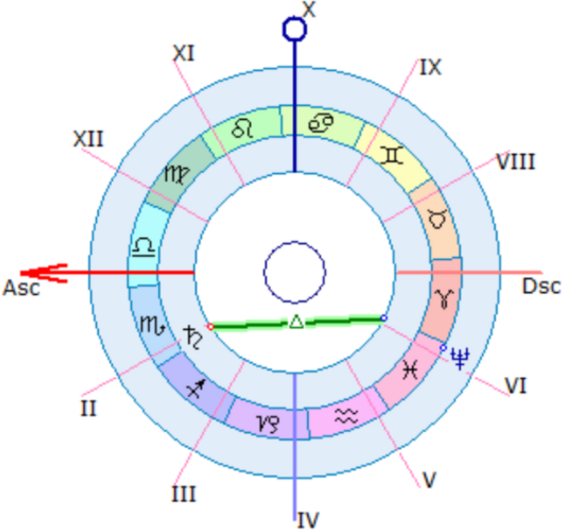 X
XI
IX
XII
VIII
♌
♋
♍
♊
♎
♉
Asc
Dsc
♈
♏
♄
△
♆
♐
♓
II
VI
♑
♒
III
V
IV